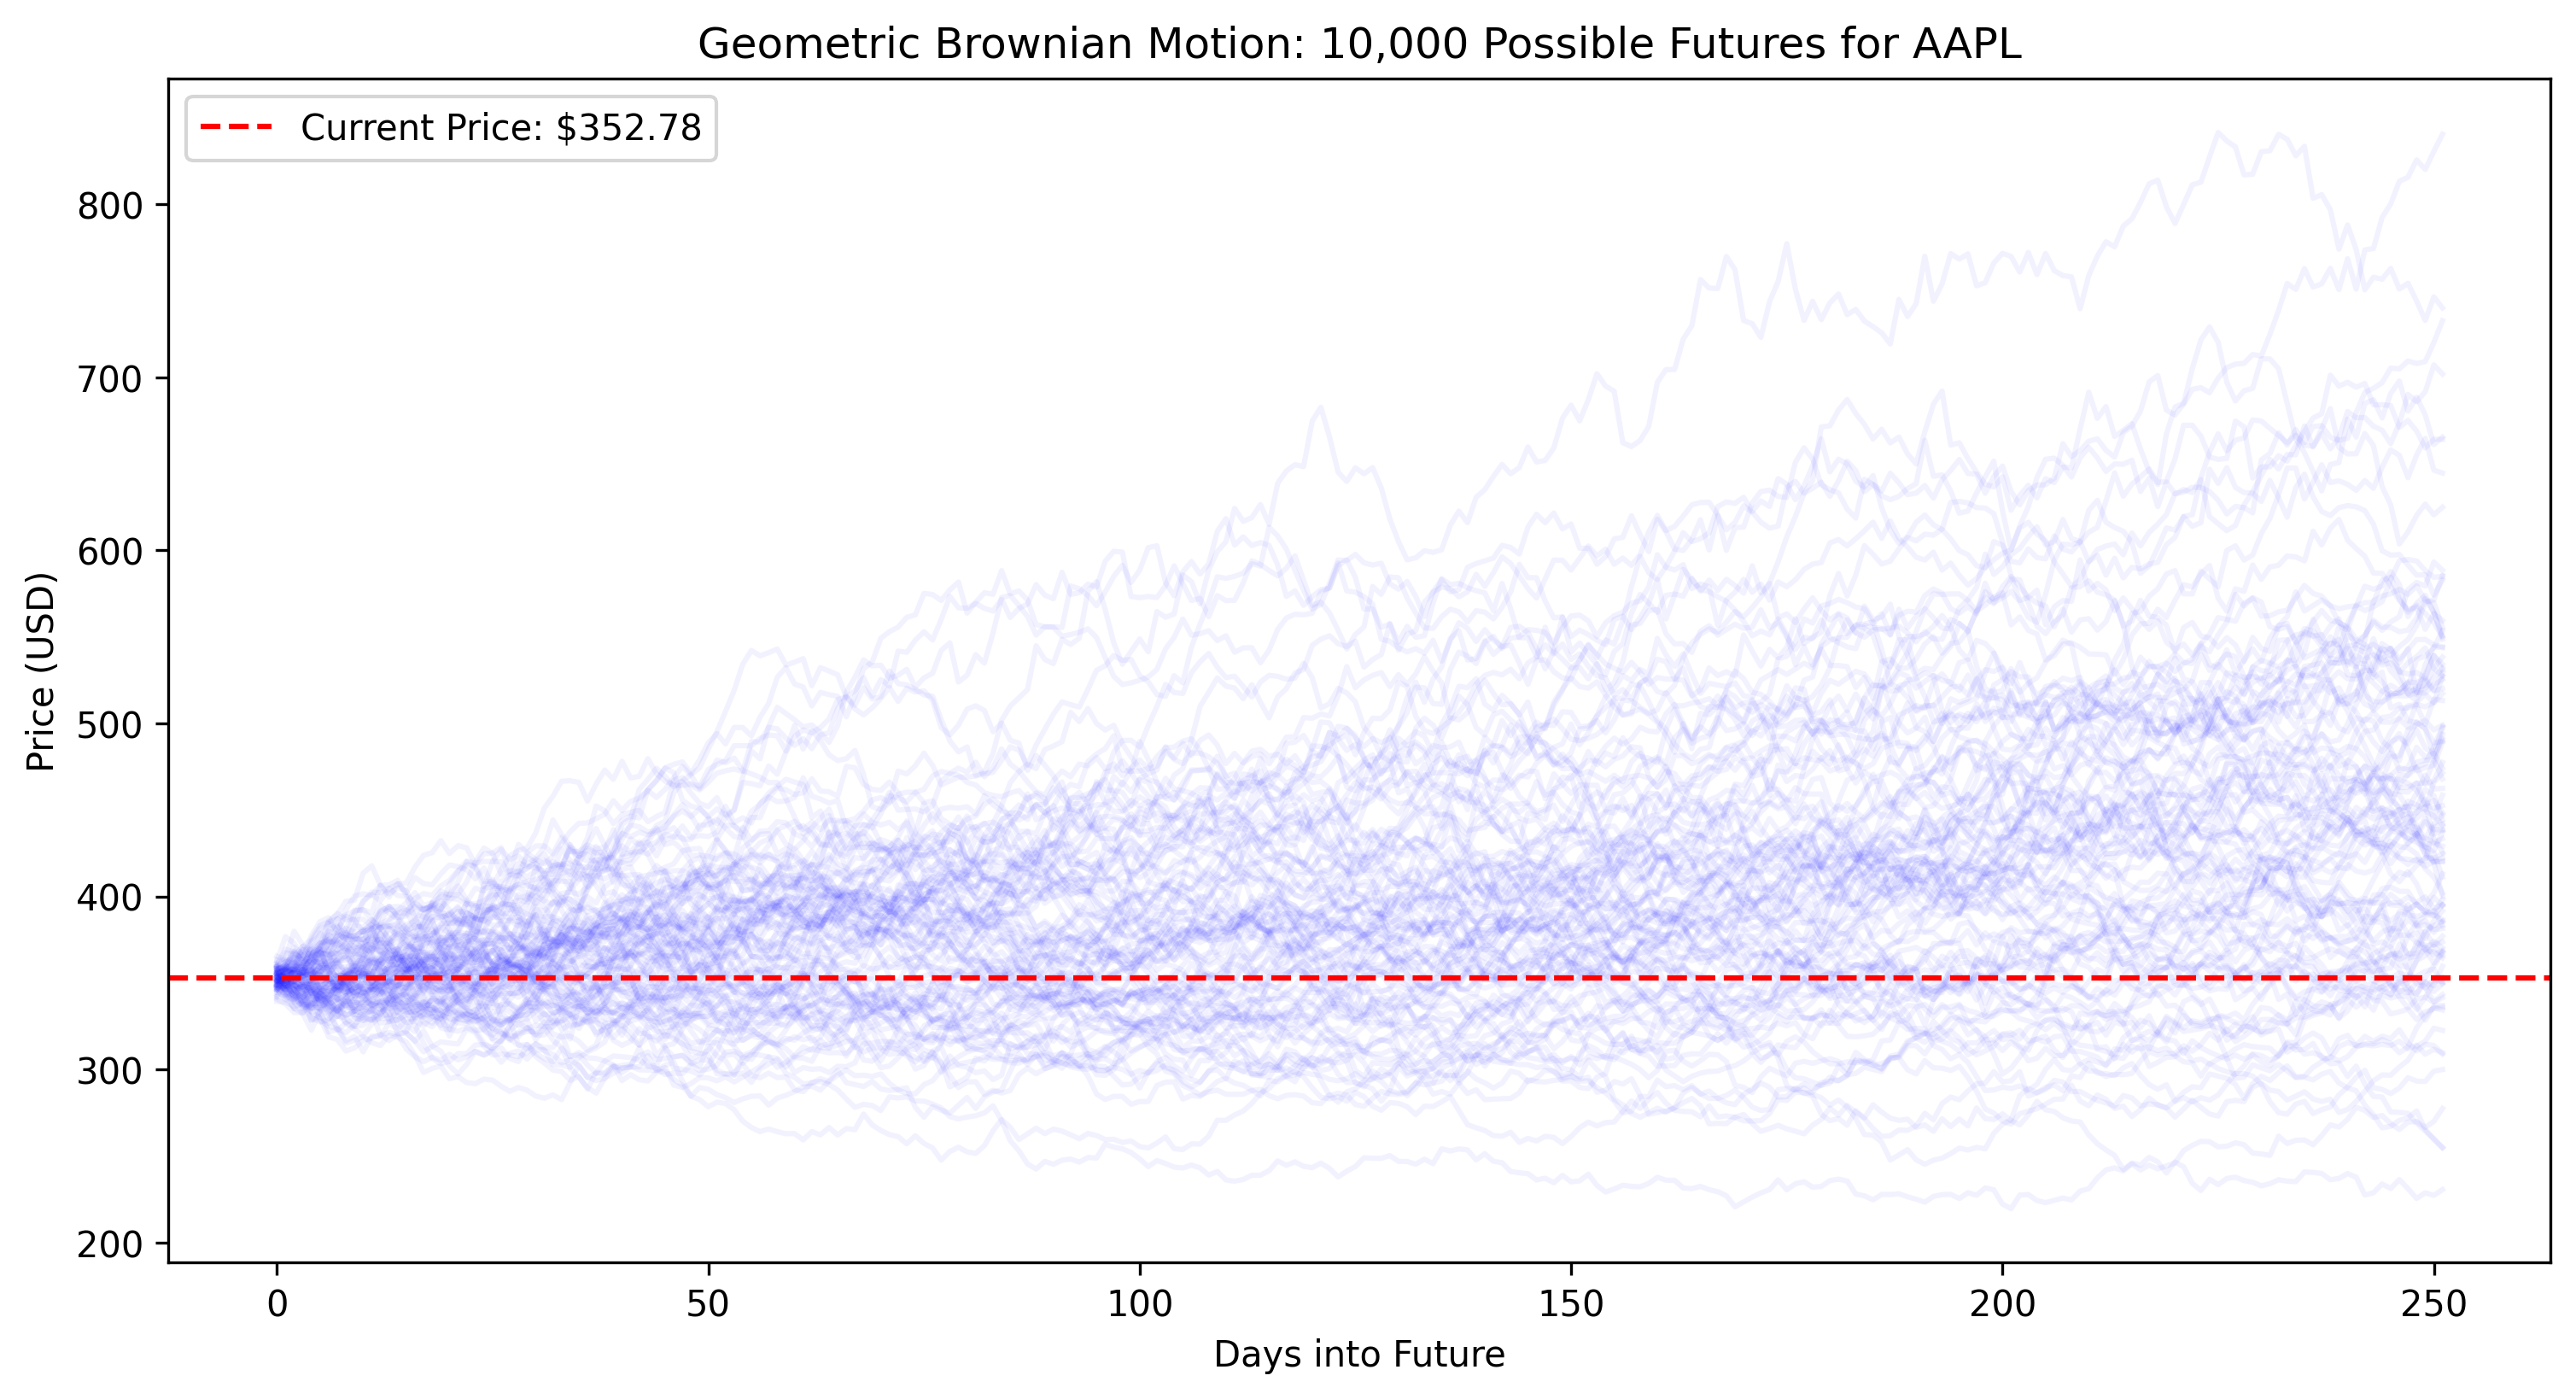 Geometric Brownian Motion: 10,000 Possible Futures for AAPL
Current Price: $352.78
Price (USD)
800
700
600
500
400
300
200
0 50 100 150 200 250
Days into Future